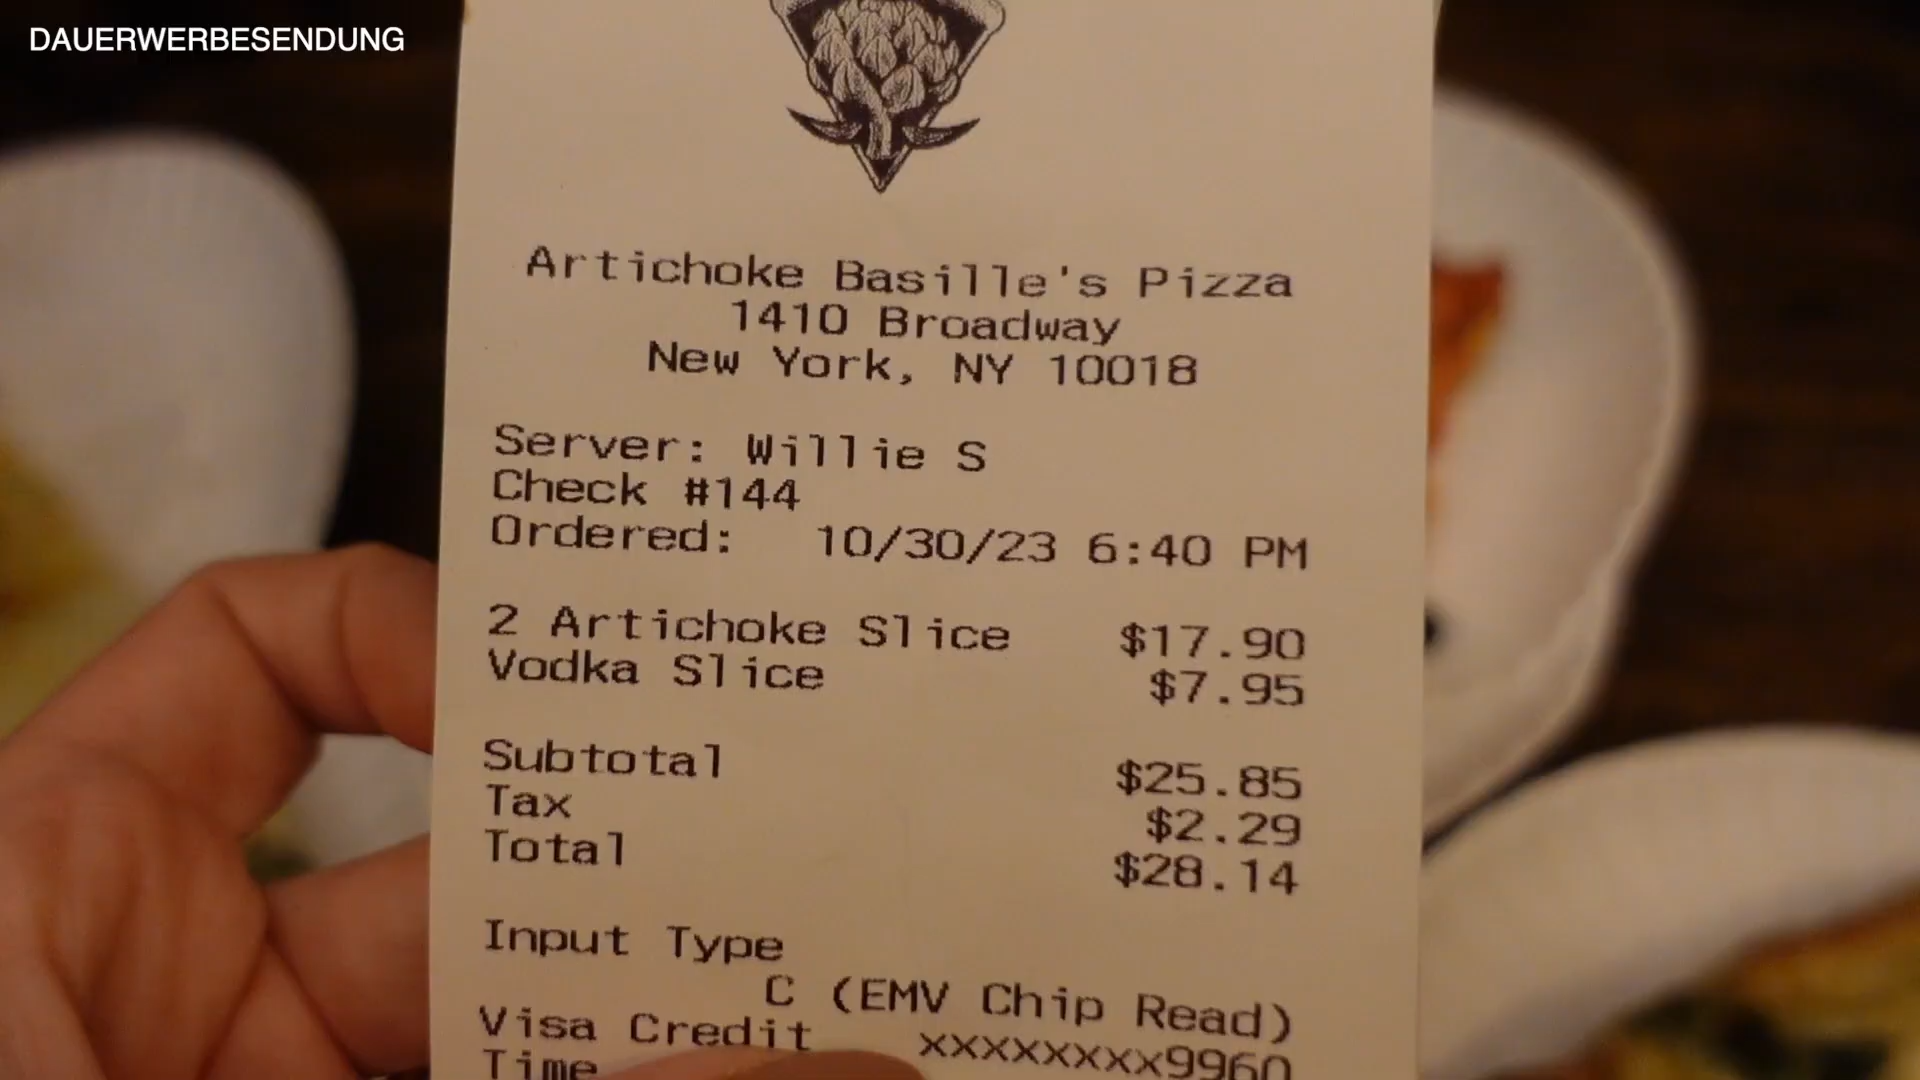 DAUERWERBESENDUNG
Artichoke Basille's Pizza
1410 Broadway
New York, NY 10018
Server: Willie S
Check #144
Ordered: 10/30/23 6:40 PM
2 Artichoke Slice $17.90
Vodka Slice $7.95
Subtotal $25.85
Tax $2.29
Total $28.14
Input Type
C (EMV Chip Read)
Visa Credit xxxxxxxx9960
Time